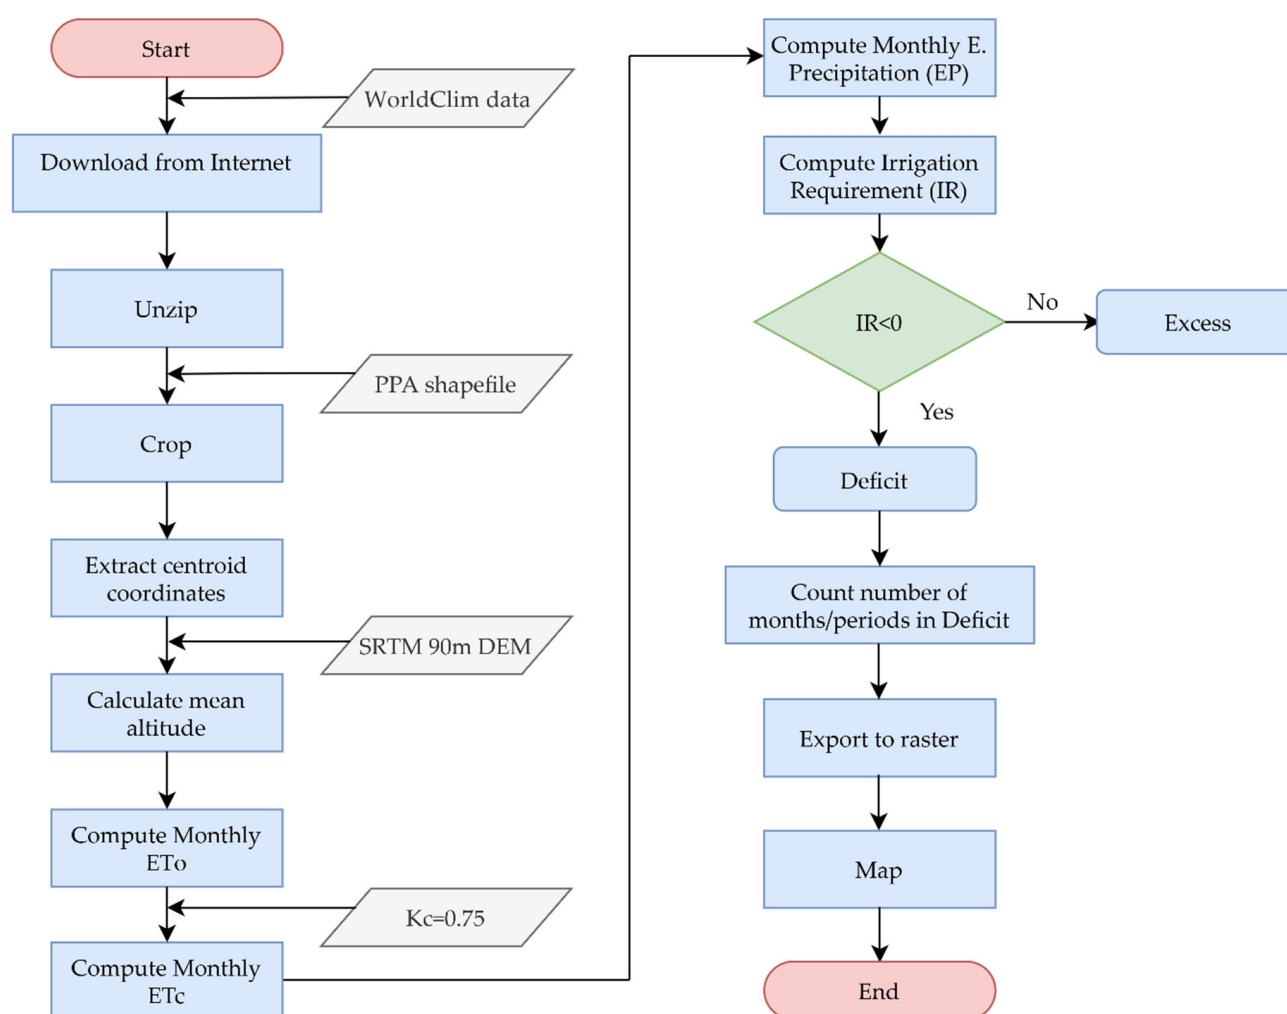 Start
WorldClim data
Download from Internet
Unzip
PPA shapefile
Crop
Extract centroid
coordinates
SRTM 90m DEM
Calculate mean
altitude
Compute Monthly
ETo
Kc=0.75
Compute Monthly
ETc
Compute Monthly E.
Precipitation (EP)
Compute Irrigation
Requirement (IR)
IR<0
No
Excess
Yes
Deficit
Count number of
months/periods in Deficit
Export to raster
Map
End